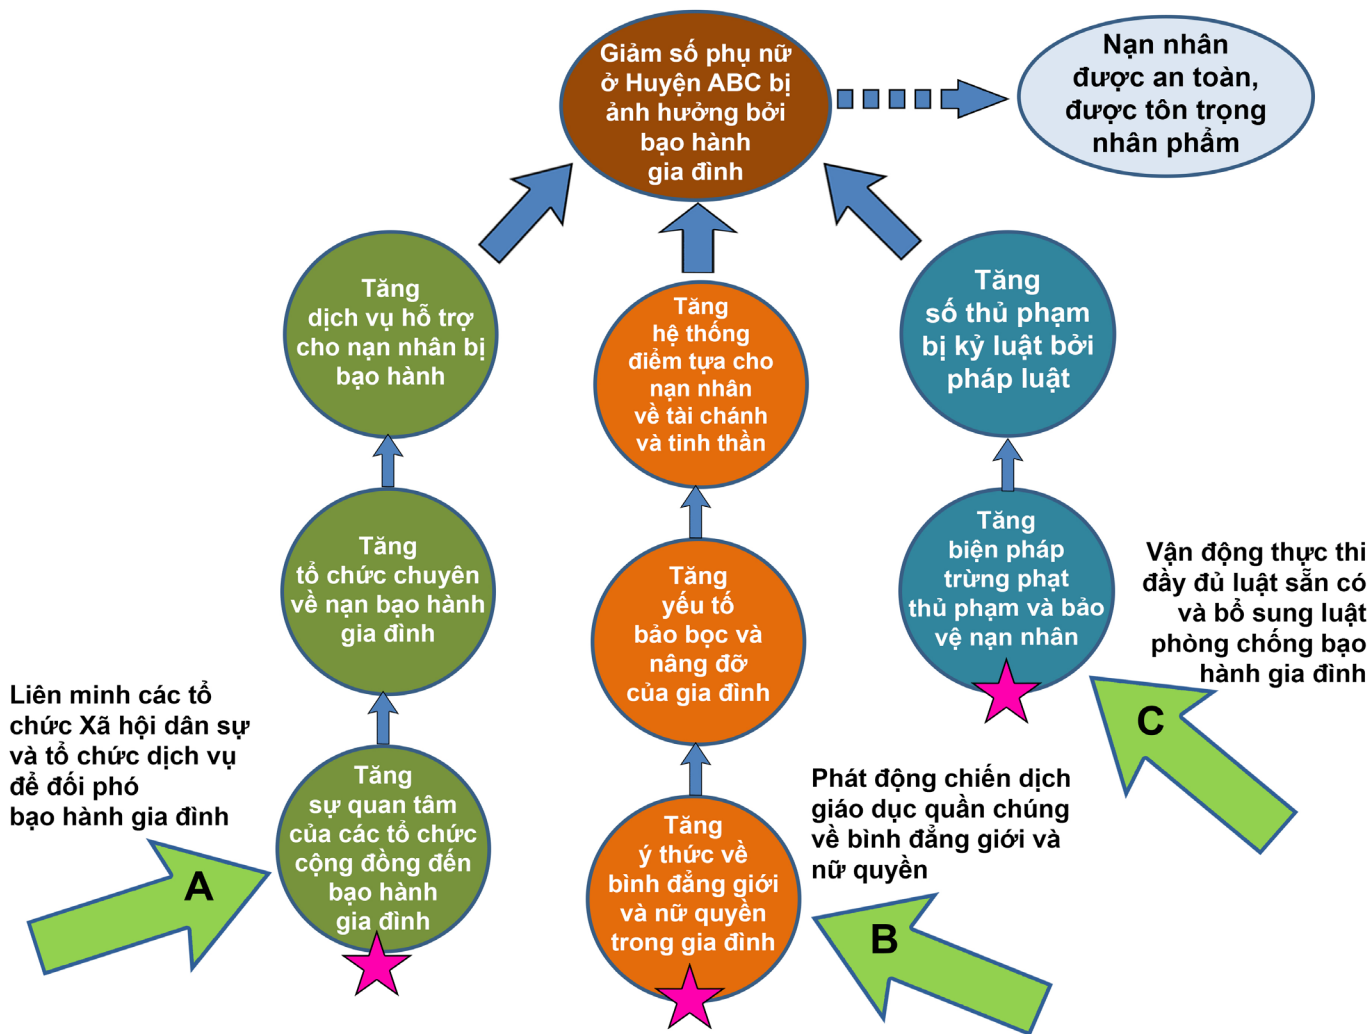 Giảm số phụ nữ
ở Huyện ABC bị
ảnh hưởng bởi
bạo hành
gia đình
Nạn nhân
được an toàn,
được tôn trọng
nhân phẩm
Tăng
dịch vụ hỗ trợ
cho nạn nhân bị
bạo hành
Tăng
hệ thống
điểm tựa cho
nạn nhân
về tài chánh
và tinh thần
Tăng
số thủ phạm
bị kỷ luật bởi
pháp luật
Tăng
tổ chức chuyên
về nạn bạo hành
gia đình
Tăng
yếu tố
bảo bọc và
nâng đỡ
của gia đình
Tăng
biện pháp
trừng phạt
thủ phạm và bảo
vệ nạn nhân
Vận động thực thi
đầy đủ luật sẵn có
và bổ sung luật
phòng chống bạo
hành gia đinh
C
Liên minh các tổ
chức Xã hội dân sự
và tổ chức dịch vụ
để đối phó
bạo hành gia đình
A
Tăng
sự quan tâm
của các tổ chức
cộng đồng đến
bạo hành
gia đình
Tăng
ý thức về
bình đẳng giới
và nữ quyền
trong gia đình
Phát động chiến dịch
giáo dục quần chúng
về bình đẳng giới và
nữ quyền
B